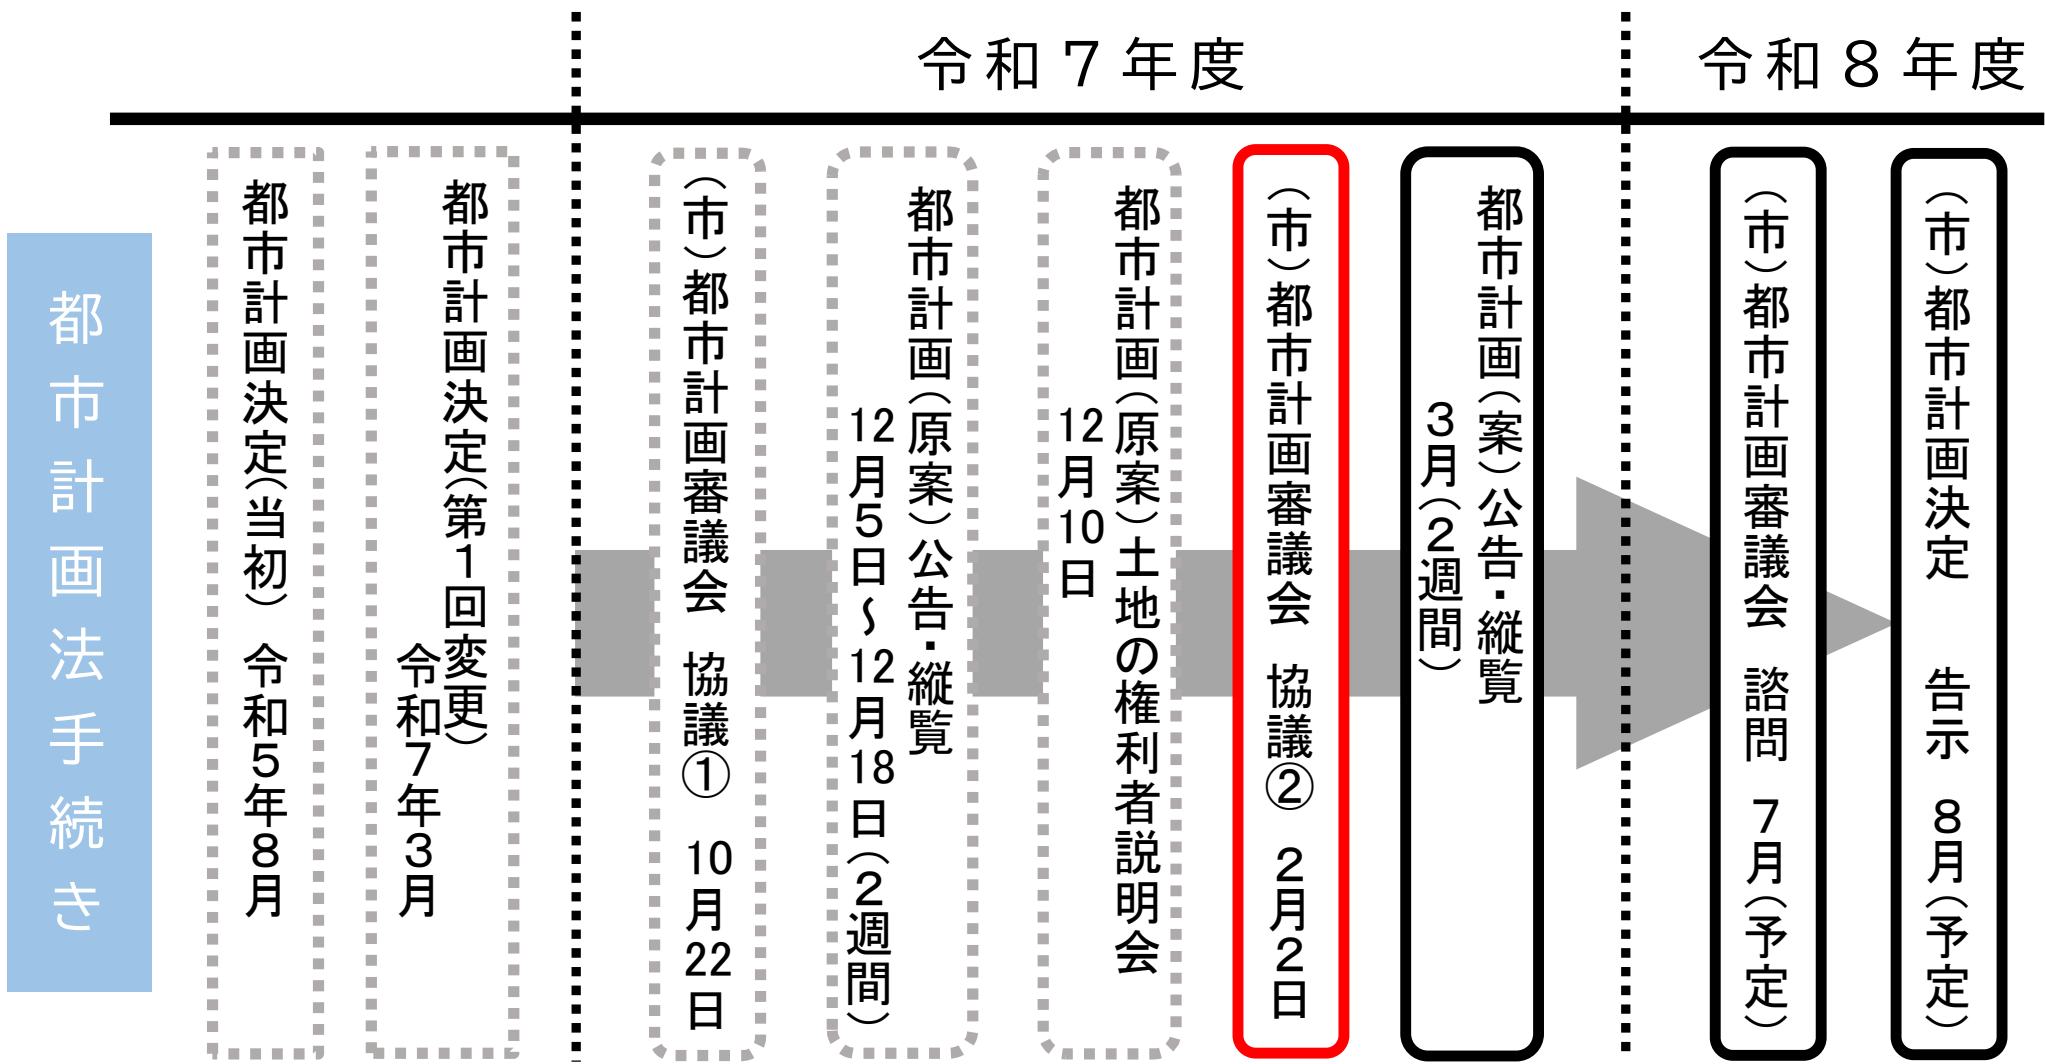 令和７年度
令和８年度
都市計画法手続き
都市計画決定（当初）　令和５年８月
都市計画決定（第１回変更）
令和７年３月
（市）都市計画審議会　協議①　10月22日
都市計画（原案）公告・縦覧
12月５日～12月18日（２週間）
都市計画（原案）土地の権利者説明会
12月10日
（市）都市計画審議会　協議②　２月２日
都市計画（案）公告・縦覧
３月（２週間）
（市）都市計画審議会　諮問　７月（予定）
（市）都市計画決定　　告示　８月（予定）